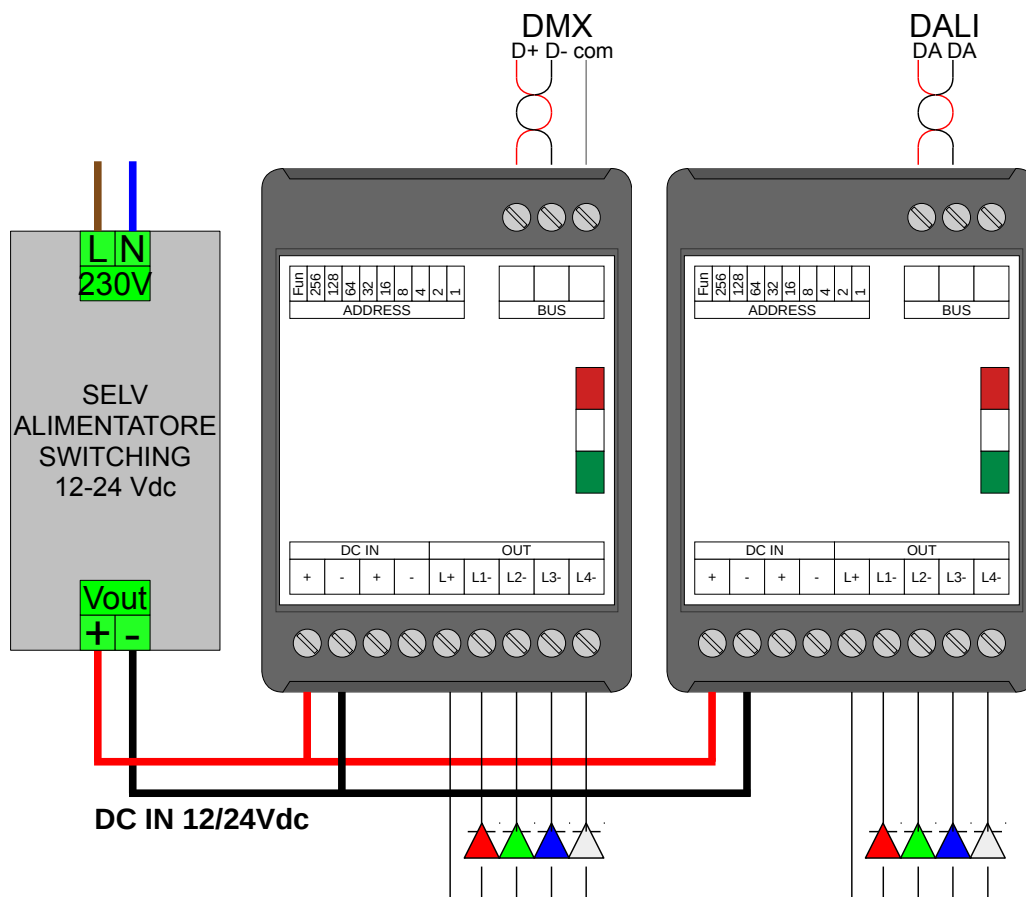 DMX
D+ D- com
DALI
DA DA
L N
230V
SELV
ALIMENTATORE
SWITCHING
12-24 Vdc
Vout
+ -
Fun 256 128 64 32 16 8 4 2 1
ADDRESS
BUS
DC IN OUT
+ - + - L+ L1- L2- L3- L4-
Fun 256 128 64 32 16 8 4 2 1
ADDRESS
BUS
DC IN OUT
+ - + - L+ L1- L2- L3- L4-
DC IN 12/24Vdc